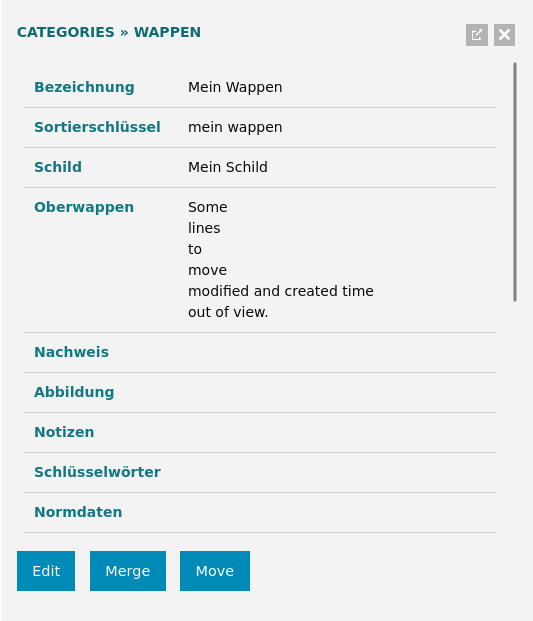 CATEGORIES » WAPPEN
Bezeichnung Mein Wappen
Sortierschlüssel mein wappen
Schild Mein Schild
Oberwappen Some
lines
to
move
modified and created time
out of view.
Nachweis
Abbildung
Notizen
Schlüsselwörter
Normdaten
Edit Merge Move